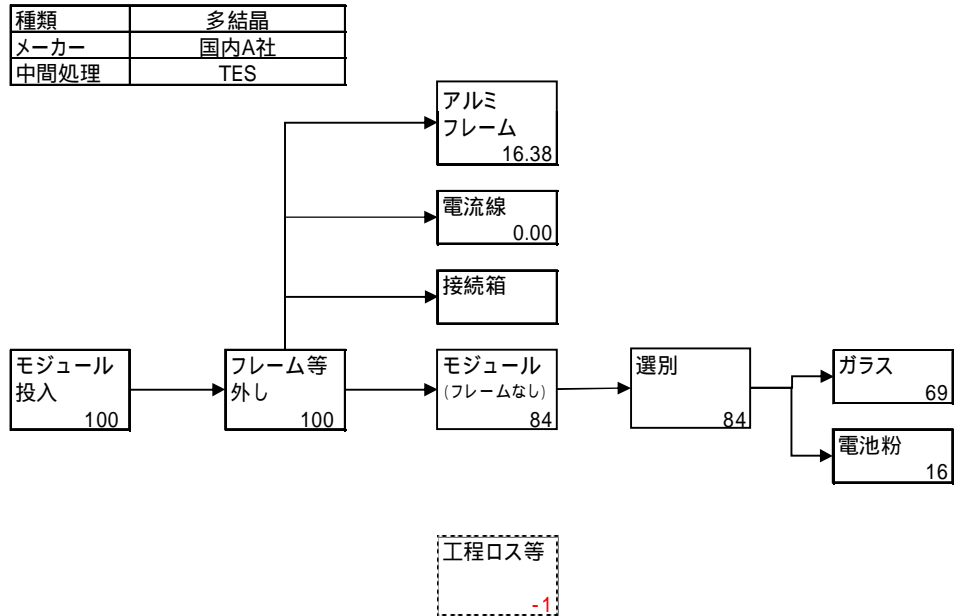 種類 多結晶
メーカー 国内A社
中間処理 TES
アルミ
フレーム
16.38
電流線
0.00
接続箱
モジュール
投入
100
フレーム等
外し
100
モジュール
(フレームなし)
84
選別
84
ガラス
69
電池粉
16
工程ロス等
-1